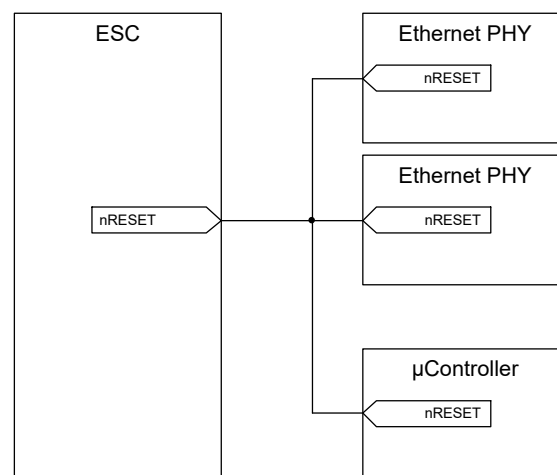 ESC
nRESET
Ethernet PHY
nRESET
Ethernet PHY
nRESET
µController
nRESET